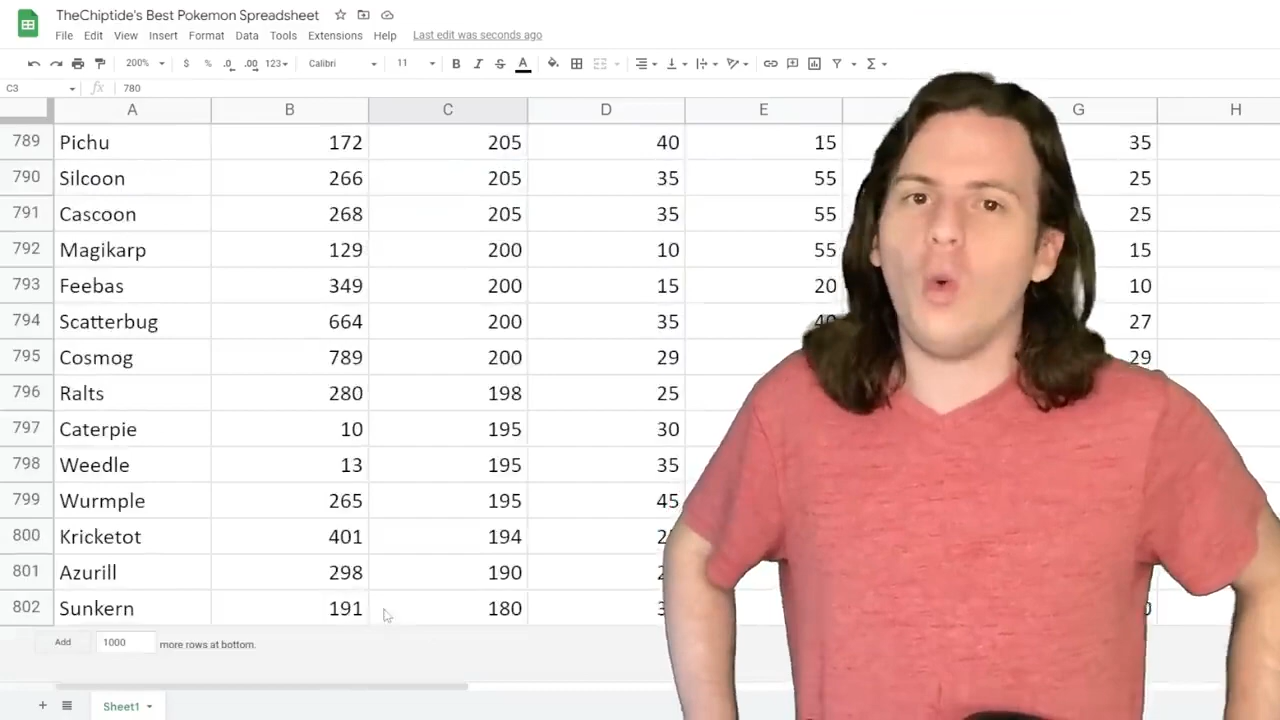 TheChiptide's Best Pokemon Spreadsheet
File Edit View Insert Format Data Tools Extensions Help Last edit was seconds ago
200% $ % .0 .00 123 Calibri 11 B I S A Σ
C3 fx 780
A B C D E G H
789 Pichu 172 205 40 15 35
790 Silcoon 266 205 35 55 25
791 Cascoon 268 205 35 55 25
792 Magikarp 129 200 10 55 15
793 Feebas 349 200 15 20 10
794 Scatterbug 664 200 35 27
795 Cosmog 789 200 29 29
796 Ralts 280 198 25
797 Caterpie 10 195 30
798 Weedle 13 195 35
799 Wurmple 265 195 45
800 Kricketot 401 194
801 Azurill 298 190
802 Sunkern 191 180
Add 1000 more rows at bottom.
+ Sheet1